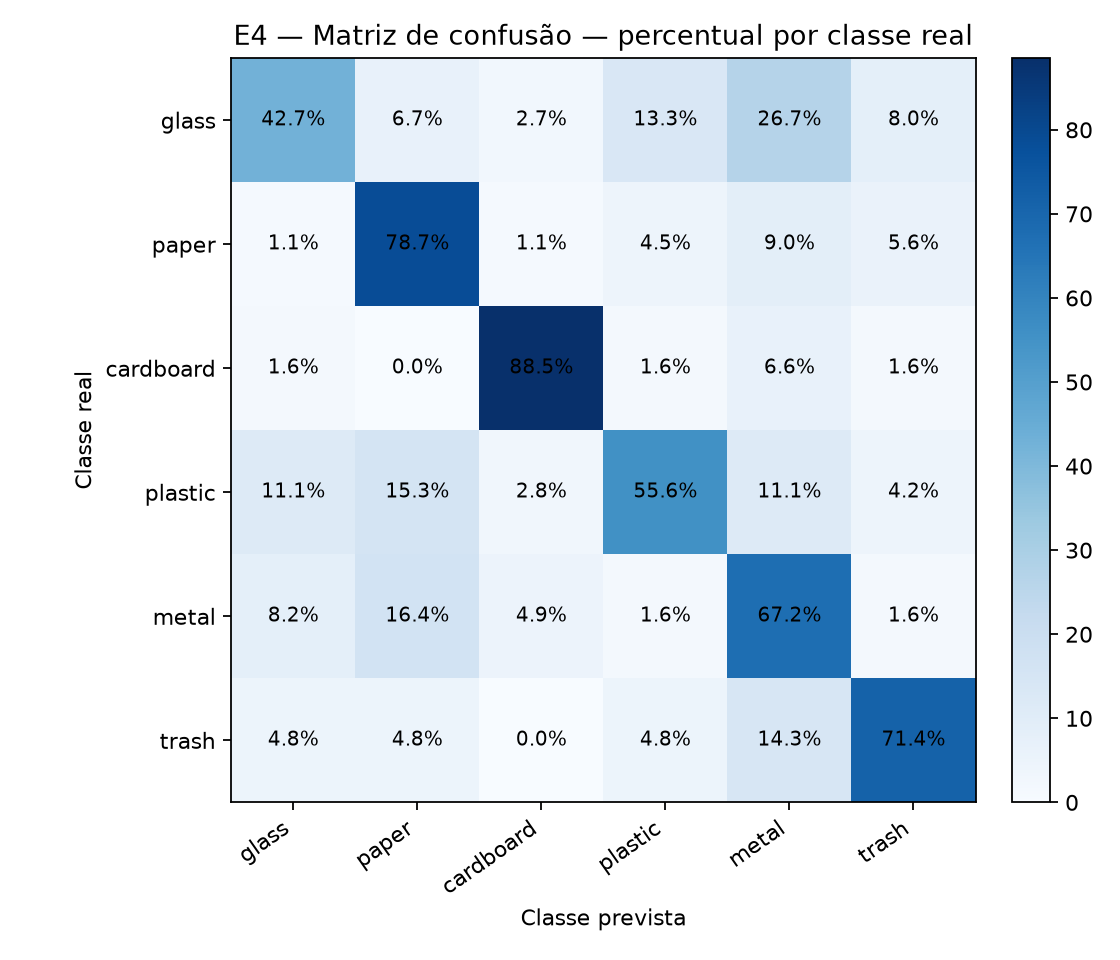 E4 — Matriz de confusão — percentual por classe real
glass 42.7% 6.7% 2.7% 13.3% 26.7% 8.0%
paper 1.1% 78.7% 1.1% 4.5% 9.0% 5.6%
cardboard 1.6% 0.0% 88.5% 1.6% 6.6% 1.6%
plastic 11.1% 15.3% 2.8% 55.6% 11.1% 4.2%
metal 8.2% 16.4% 4.9% 1.6% 67.2% 1.6%
trash 4.8% 4.8% 0.0% 4.8% 14.3% 71.4%
Classe real
glass paper cardboard plastic metal trash
Classe prevista
80
70
60
50
40
30
20
10
0